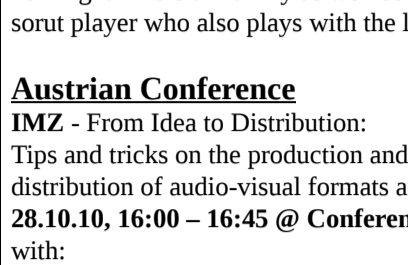 sorut player who also plays with the
Austrian Conference
IMZ - From Idea to Distribution:
Tips and tricks on the production and
distribution of audio-visual formats
28.10.10, 16:00 – 16:45 @
with: